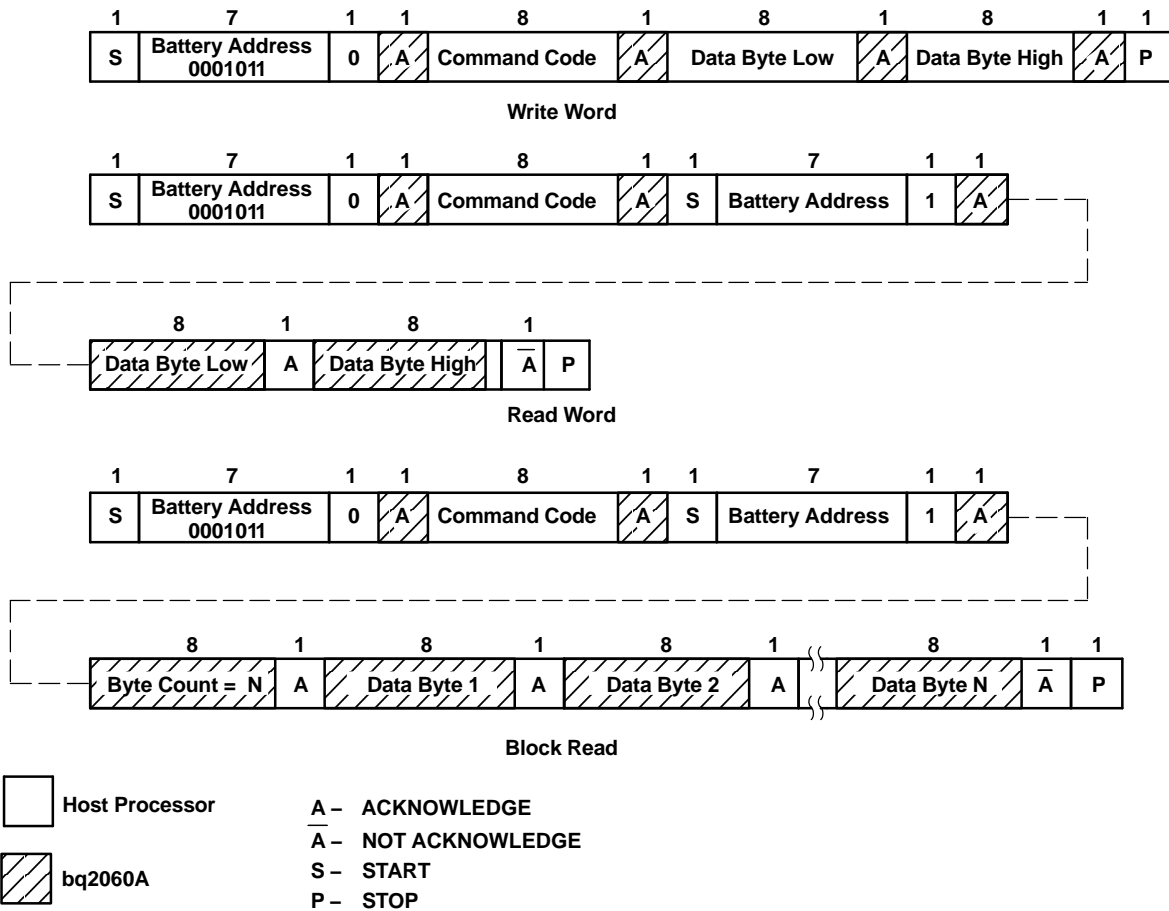 1 7 1 1 8 1 8 1 8 1 1
S Battery Address 0 A Command Code A Data Byte Low A Data Byte High A P
0001011
Write Word
1 7 1 1 8 1 1 7 1 1
S Battery Address 0 A Command Code A S Battery Address 1 A
0001011
8 1 8 1
Data Byte Low A Data Byte High A̅ P
Read Word
1 7 1 1 8 1 1 7 1 1
S Battery Address 0 A Command Code A S Battery Address 1 A
0001011
8 1 8 1 8 1 8 1 1
Byte Count = N A Data Byte 1 A Data Byte 2 A Data Byte N A̅ P
Block Read
Host Processor
bq2060A
A – ACKNOWLEDGE
A̅ – NOT ACKNOWLEDGE
S – START
P – STOP